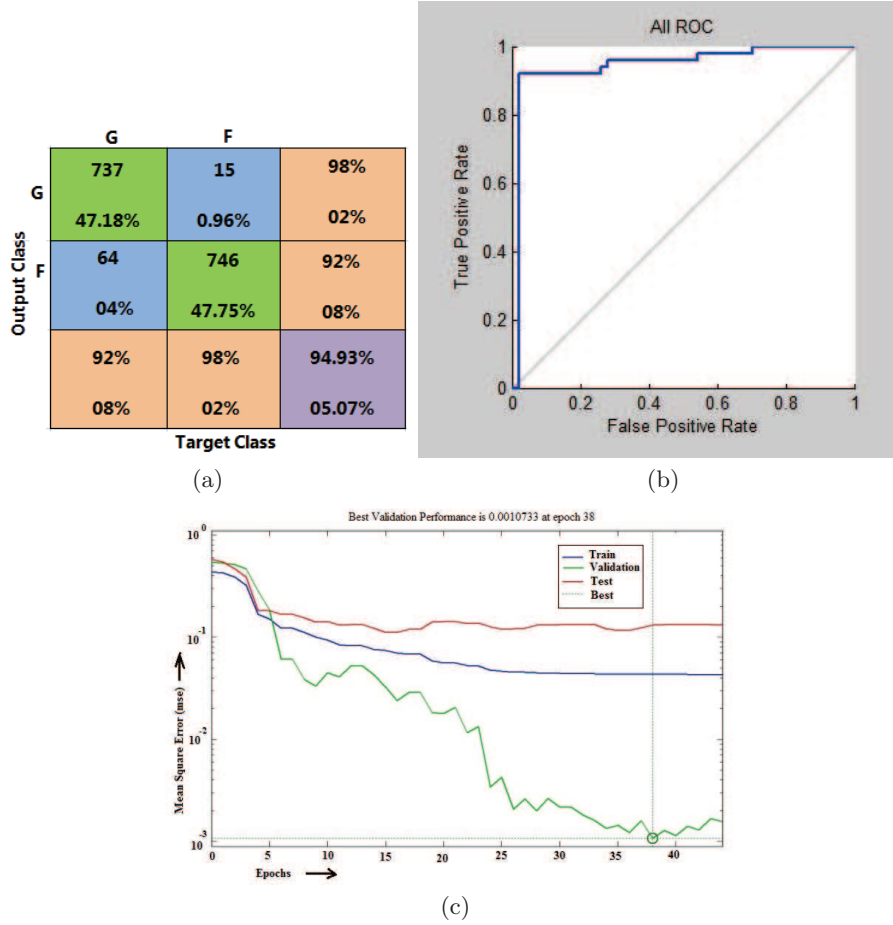 G F
G
F
Output Class
737 15 98%
47.18% 0.96% 02%
64 746 92%
04% 47.75% 08%
92% 98% 94.93%
08% 02% 05.07%
Target Class
(a)
All ROC
True Positive Rate
1
0.8
0.6
0.4
0.2
0
0 0.2 0.4 0.6 0.8 1
False Positive Rate
(b)
Best Validation Performance is 0.0010733 at epoch 38
Mean Square Error (mse)
10^0
10^-1
10^-2
10^-3
Train
Validation
Test
Best
0 5 10 15 20 25 30 35 40
Epochs
(c)